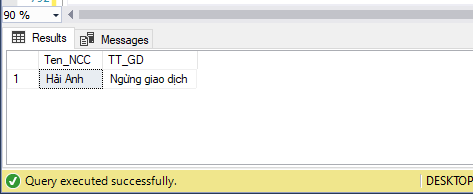 90 %
Results Messages
Ten_NCC TT_GD
1 Hải Anh Ngừng giao dịch
Query executed successfully. DESKTOP